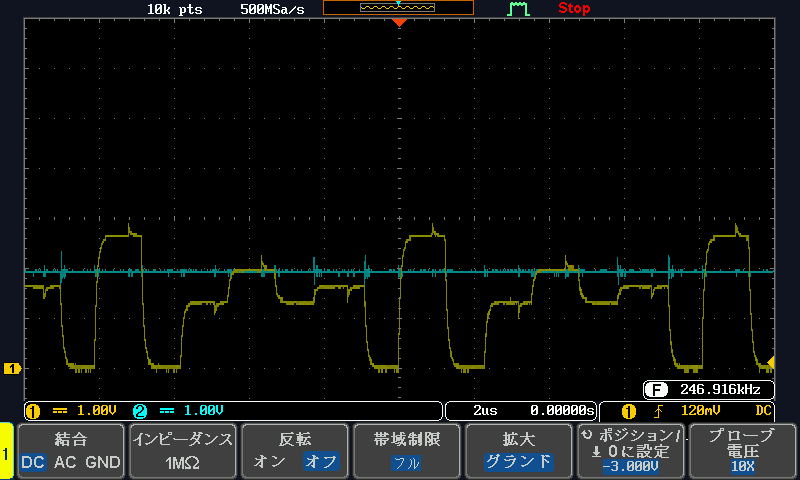 10k pts 500MSa/s Stop
1
F 246.916kHz
1 1.00V 2 1.00V 2us 0.00000s 1 120mV DC
1
結合 インピーダンス 反転 帯域制限 拡大 ポジション/ プローブ
0に設定 電圧
DC AC GND 1MΩ オン オフ フル グランド -3.000V 10X